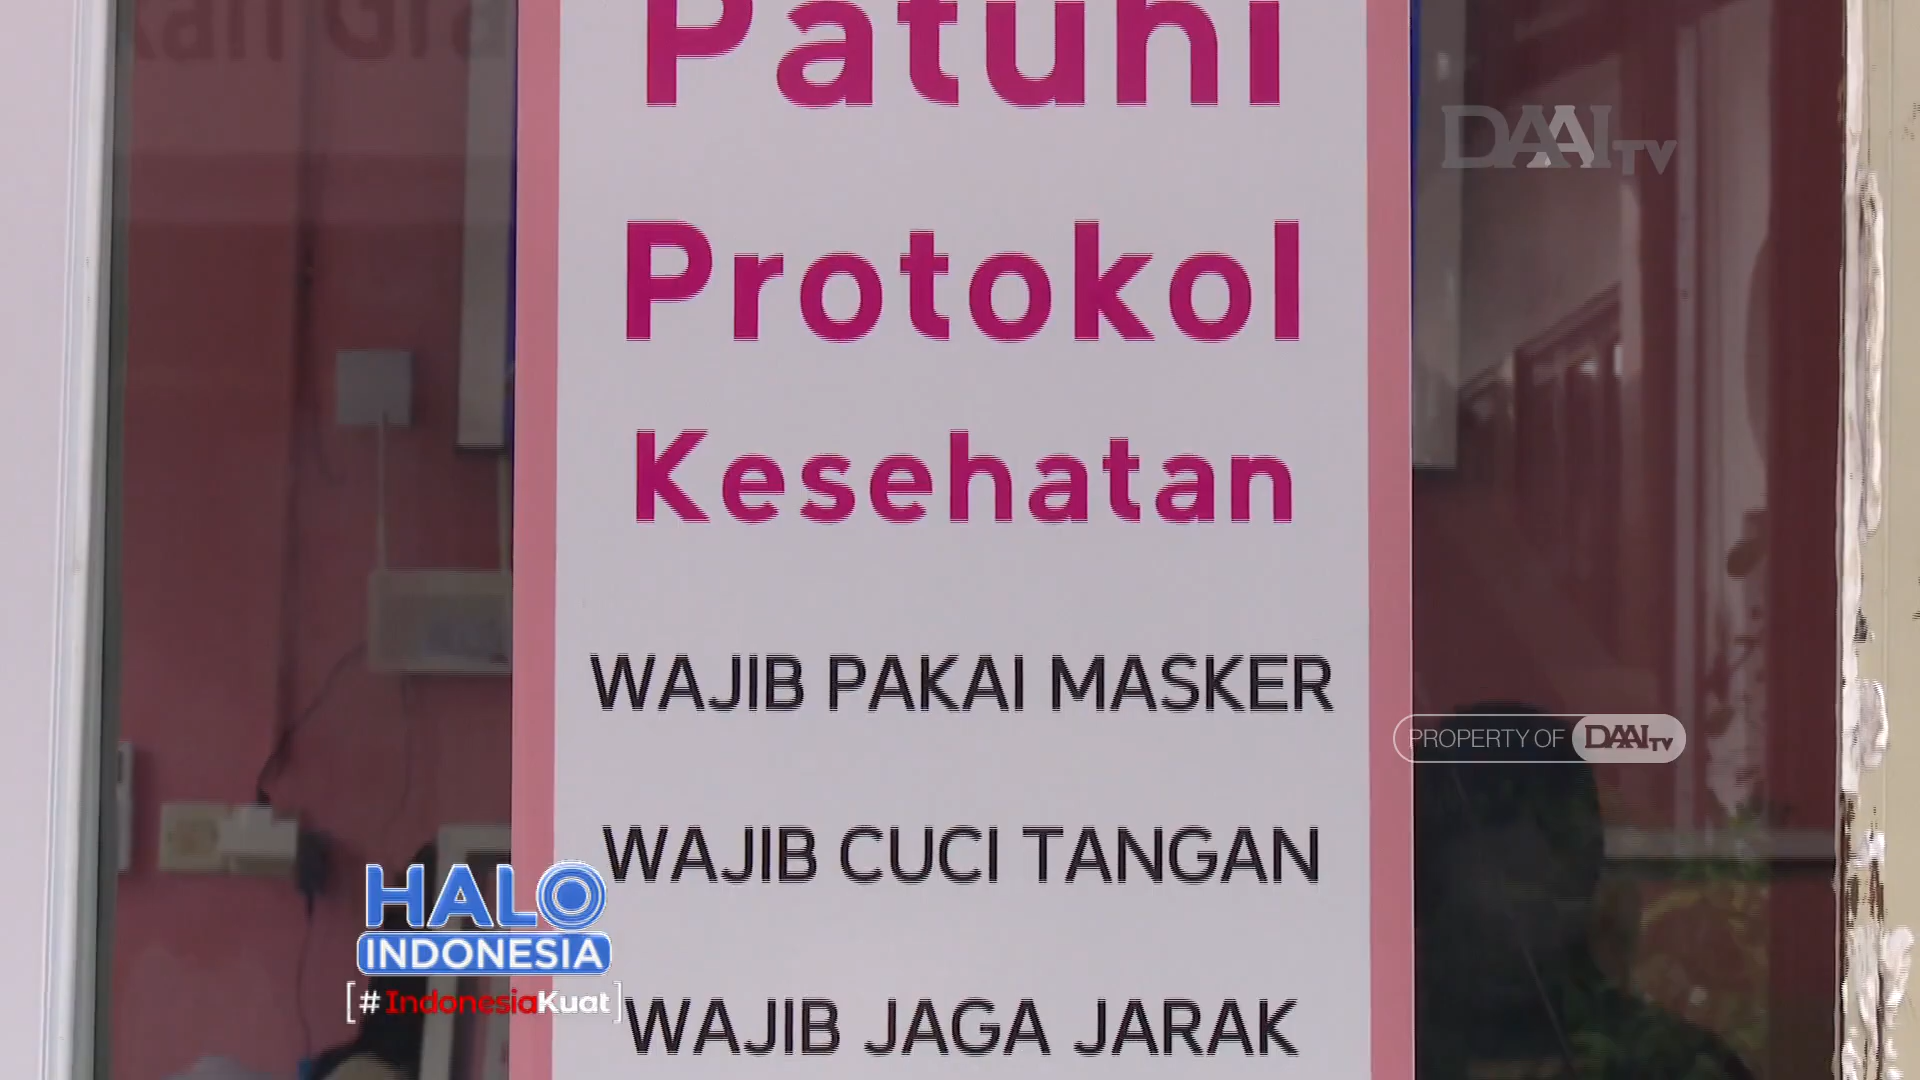 Patuhi
DAAI TV
Protokol
Kesehatan
WAJIB PAKAI MASKER
PROPERTY OF DAAI TV
WAJIB CUCI TANGAN
HALO
INDONESIA
[#IndonesiaKuat]
WAJIB JAGA JARAK